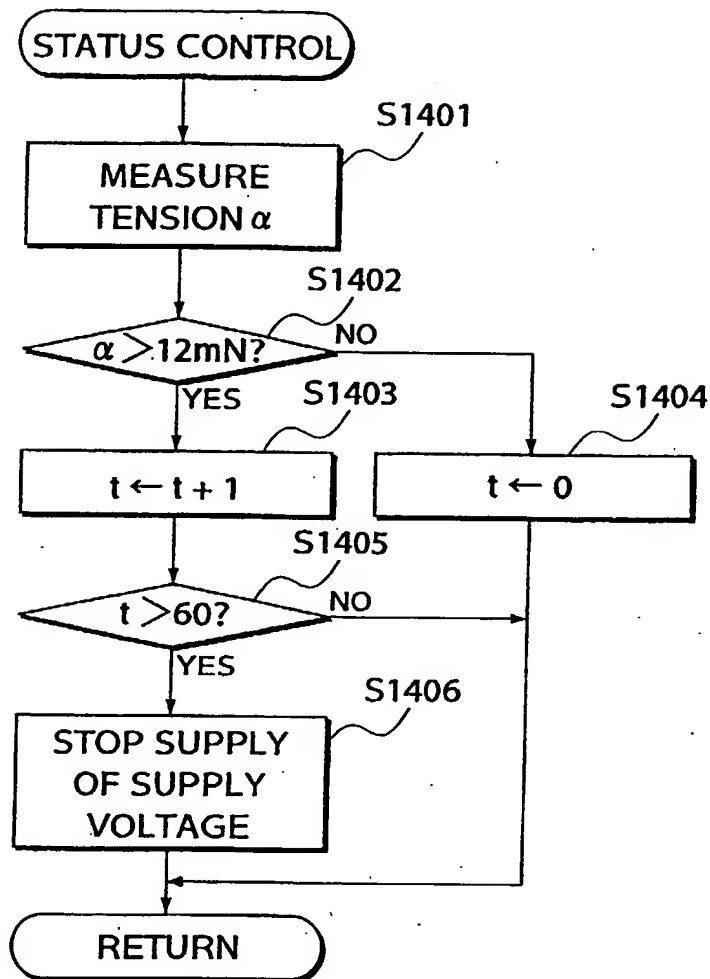 STATUS CONTROL
S1401
MEASURE
TENSION α
S1402
α > 12mN?
NO
YES
S1403
S1404
t ← t + 1
t ← 0
S1405
t > 60?
NO
YES
S1406
STOP SUPPLY
OF SUPPLY
VOLTAGE
RETURN